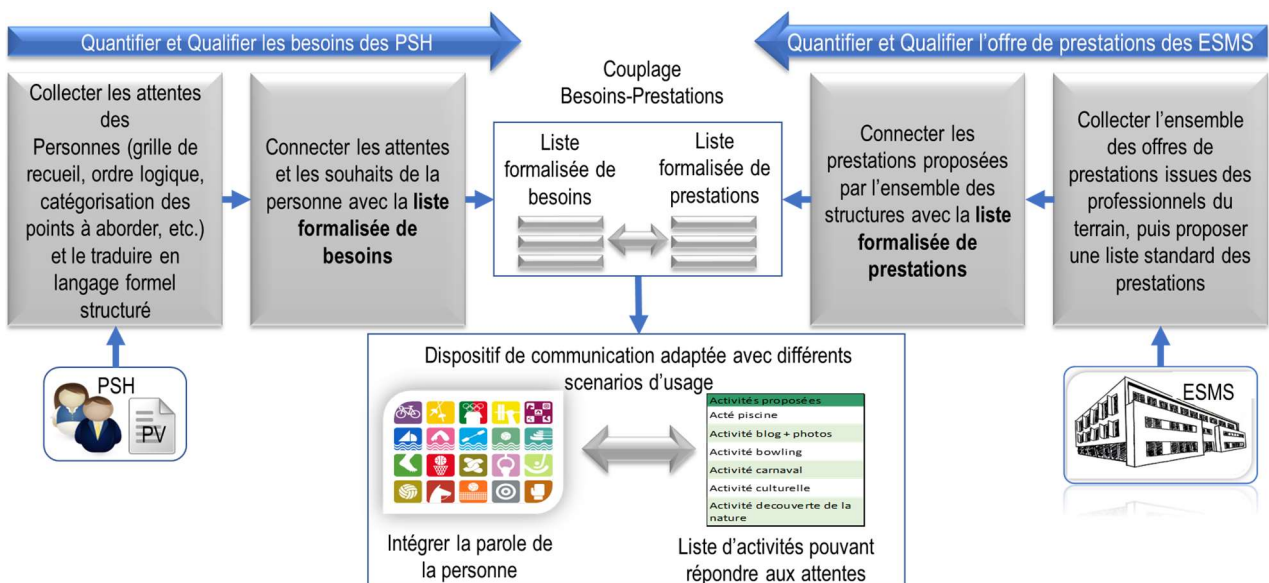 Quantifier et Qualifier les besoins des PSH
Quantifier et Qualifier l'offre de prestations des ESMS
Collecter les attentes
des
Personnes (grille de
recueil, ordre logique,
catégorisation des
points à aborder, etc.)
et le traduire en
langage formel
structuré
Connecter les attentes
et les souhaits de la
personne avec la liste
formalisée de
besoins
Couplage
Besoins-Prestations
Liste
formalisée de
besoins
Liste
formalisée de
prestations
Connecter les
prestations proposées
par l'ensemble des
structures avec la liste
formalisée de
prestations
Collecter l'ensemble
des offres de
prestations issues des
professionnels du
terrain, puis proposer
une liste standard des
prestations
PSH
PV
ESMS
Dispositif de communication adaptée avec différents
scenarios d'usage
Activités proposées
Acté piscine
Activité blog + photos
Activité bowling
Activité carnaval
Activité culturelle
Activité decouverte de la
nature
Intégrer la parole de
la personne
Liste d'activités pouvant
répondre aux attentes